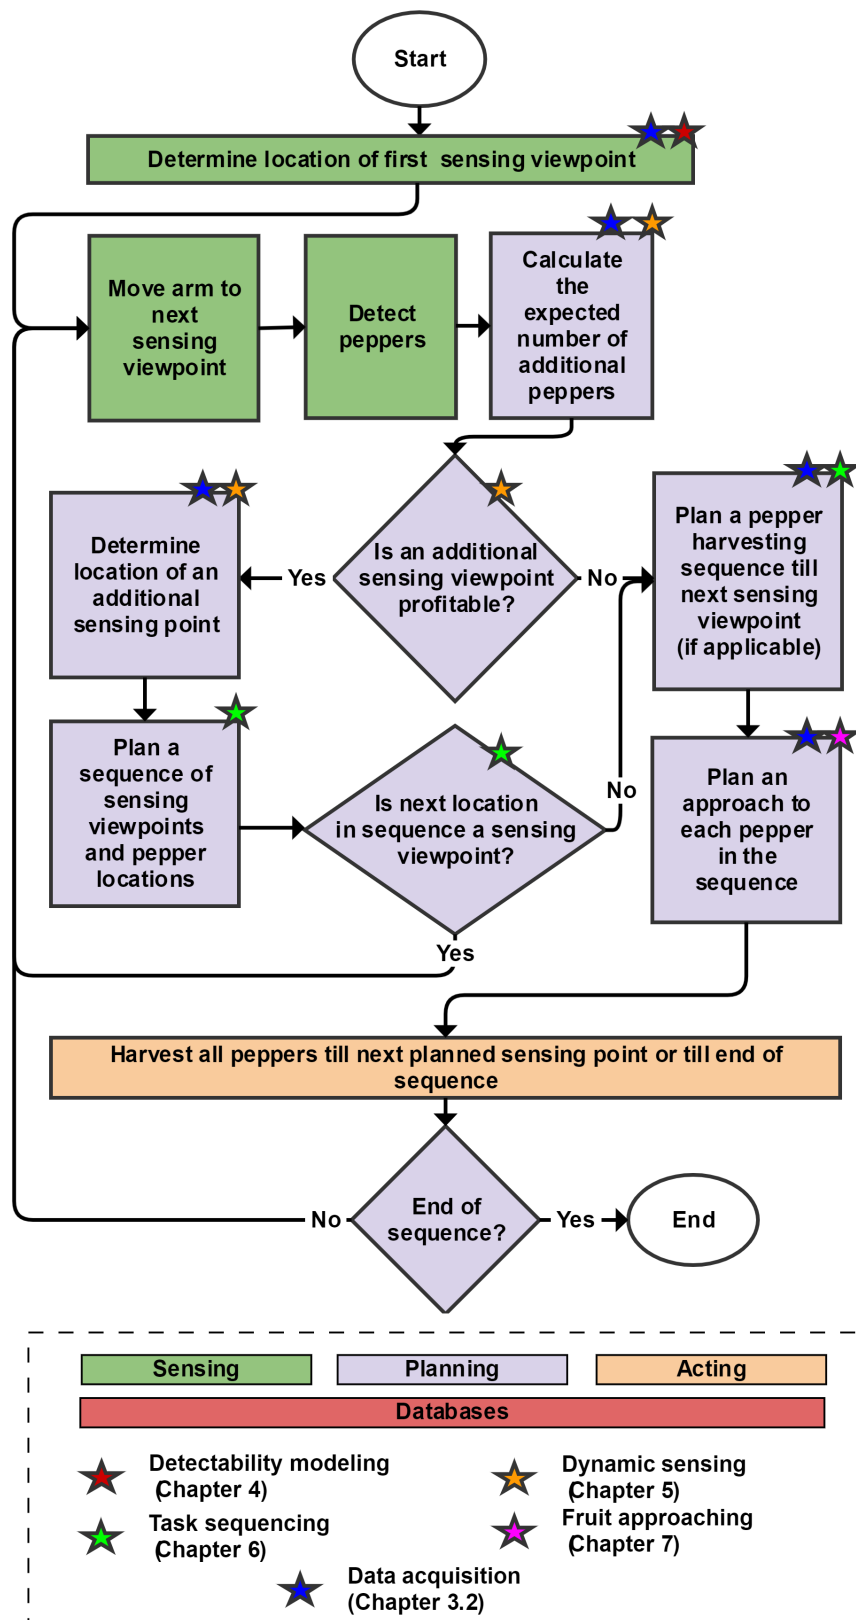 Start
Determine location of first sensing viewpoint
Move arm to
next
sensing
viewpoint
Detect
peppers
Calculate
the
expected
number of
additional
peppers
Is an additional
sensing viewpoint
profitable?
Yes
No
Determine
location of an
additional
sensing point
Plan a pepper
harvesting
sequence till
next sensing
viewpoint
(if applicable)
Plan a
sequence of
sensing
viewpoints
and pepper
locations
Is next location
in sequence a sensing
viewpoint?
No
Yes
Plan an
approach to
each pepper
in the
sequence
Harvest all peppers till next planned sensing point or till end of
sequence
End of
sequence?
No
Yes
End
Sensing
Planning
Acting
Databases
Detectability modeling
(Chapter 4)
Dynamic sensing
(Chapter 5)
Task sequencing
(Chapter 6)
Fruit approaching
(Chapter 7)
Data acquisition
(Chapter 3.2)